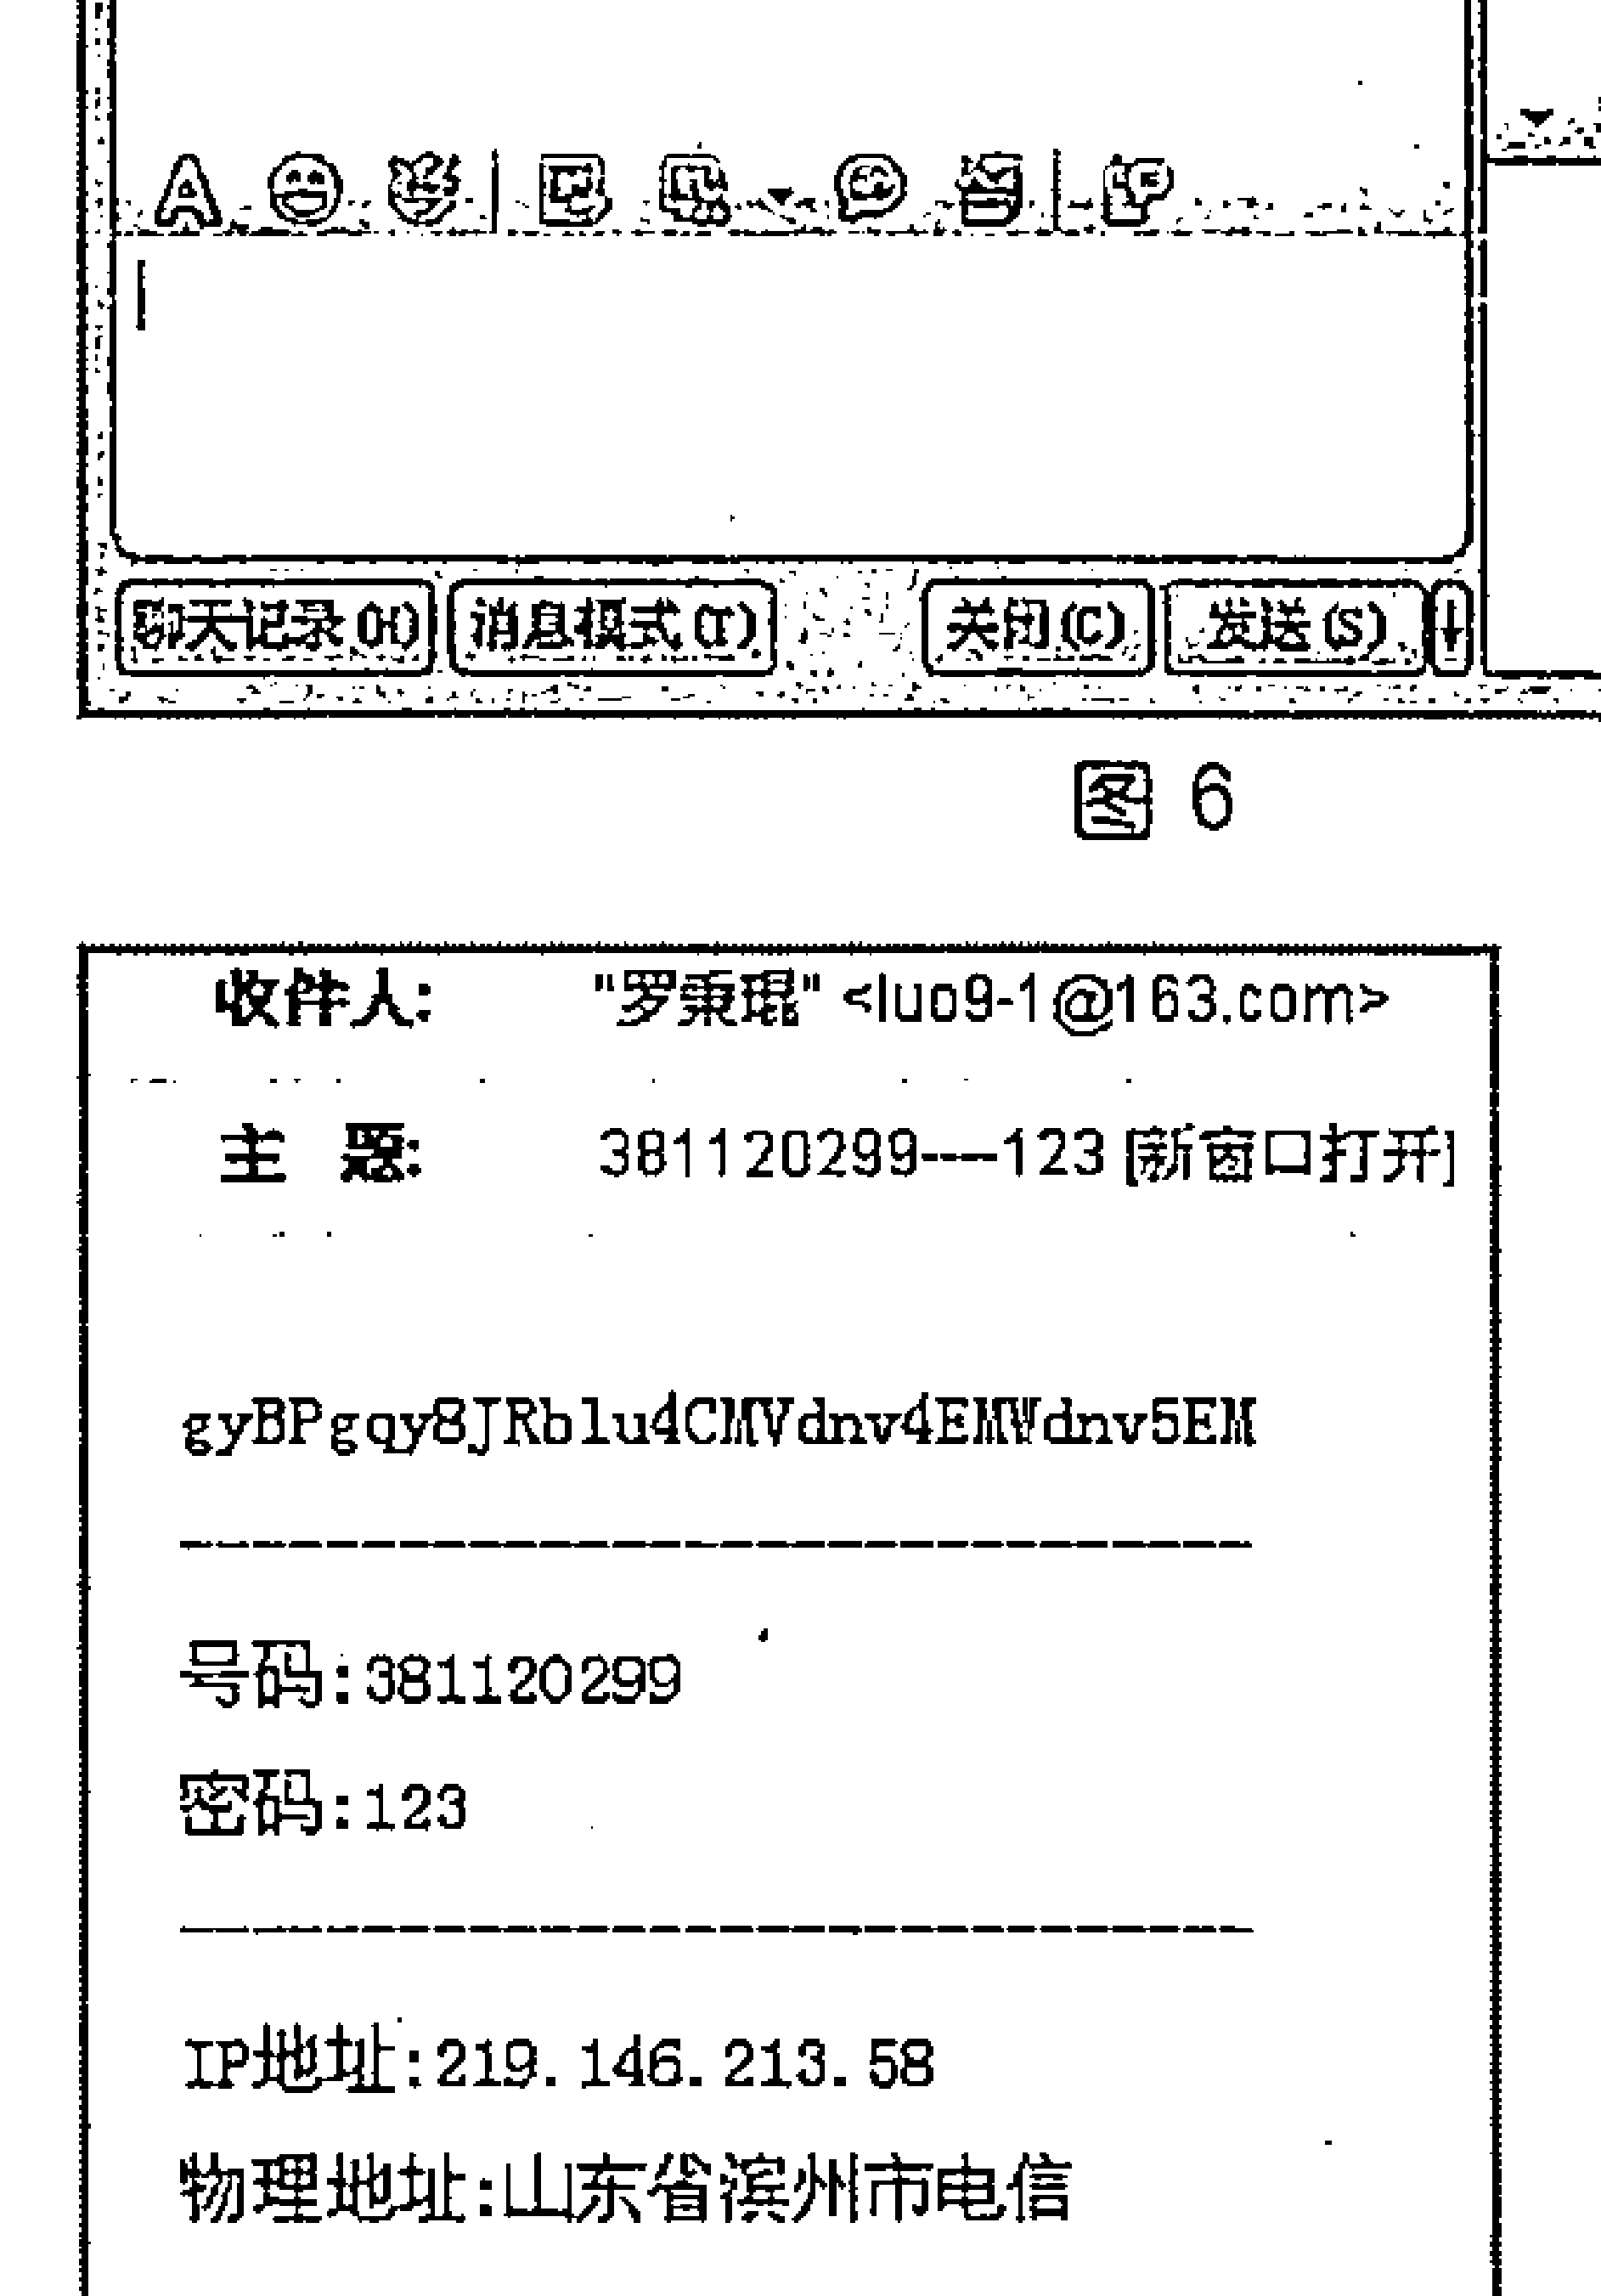 聊天记录(H) 消息模式(T) 关闭(C) 发送(S)
图 6
收件人: "罗秉琨" <luo9-1@163.com>
主 题: 381120299----123 [新窗口打开]
gyBPgqy8JRblu4CMVdnv4EMWdnv5EM
------------------------------
号码:381120299
密码:123
------------------------------
IP地址:219.146.213.58
物理地址:山东省滨州市电信